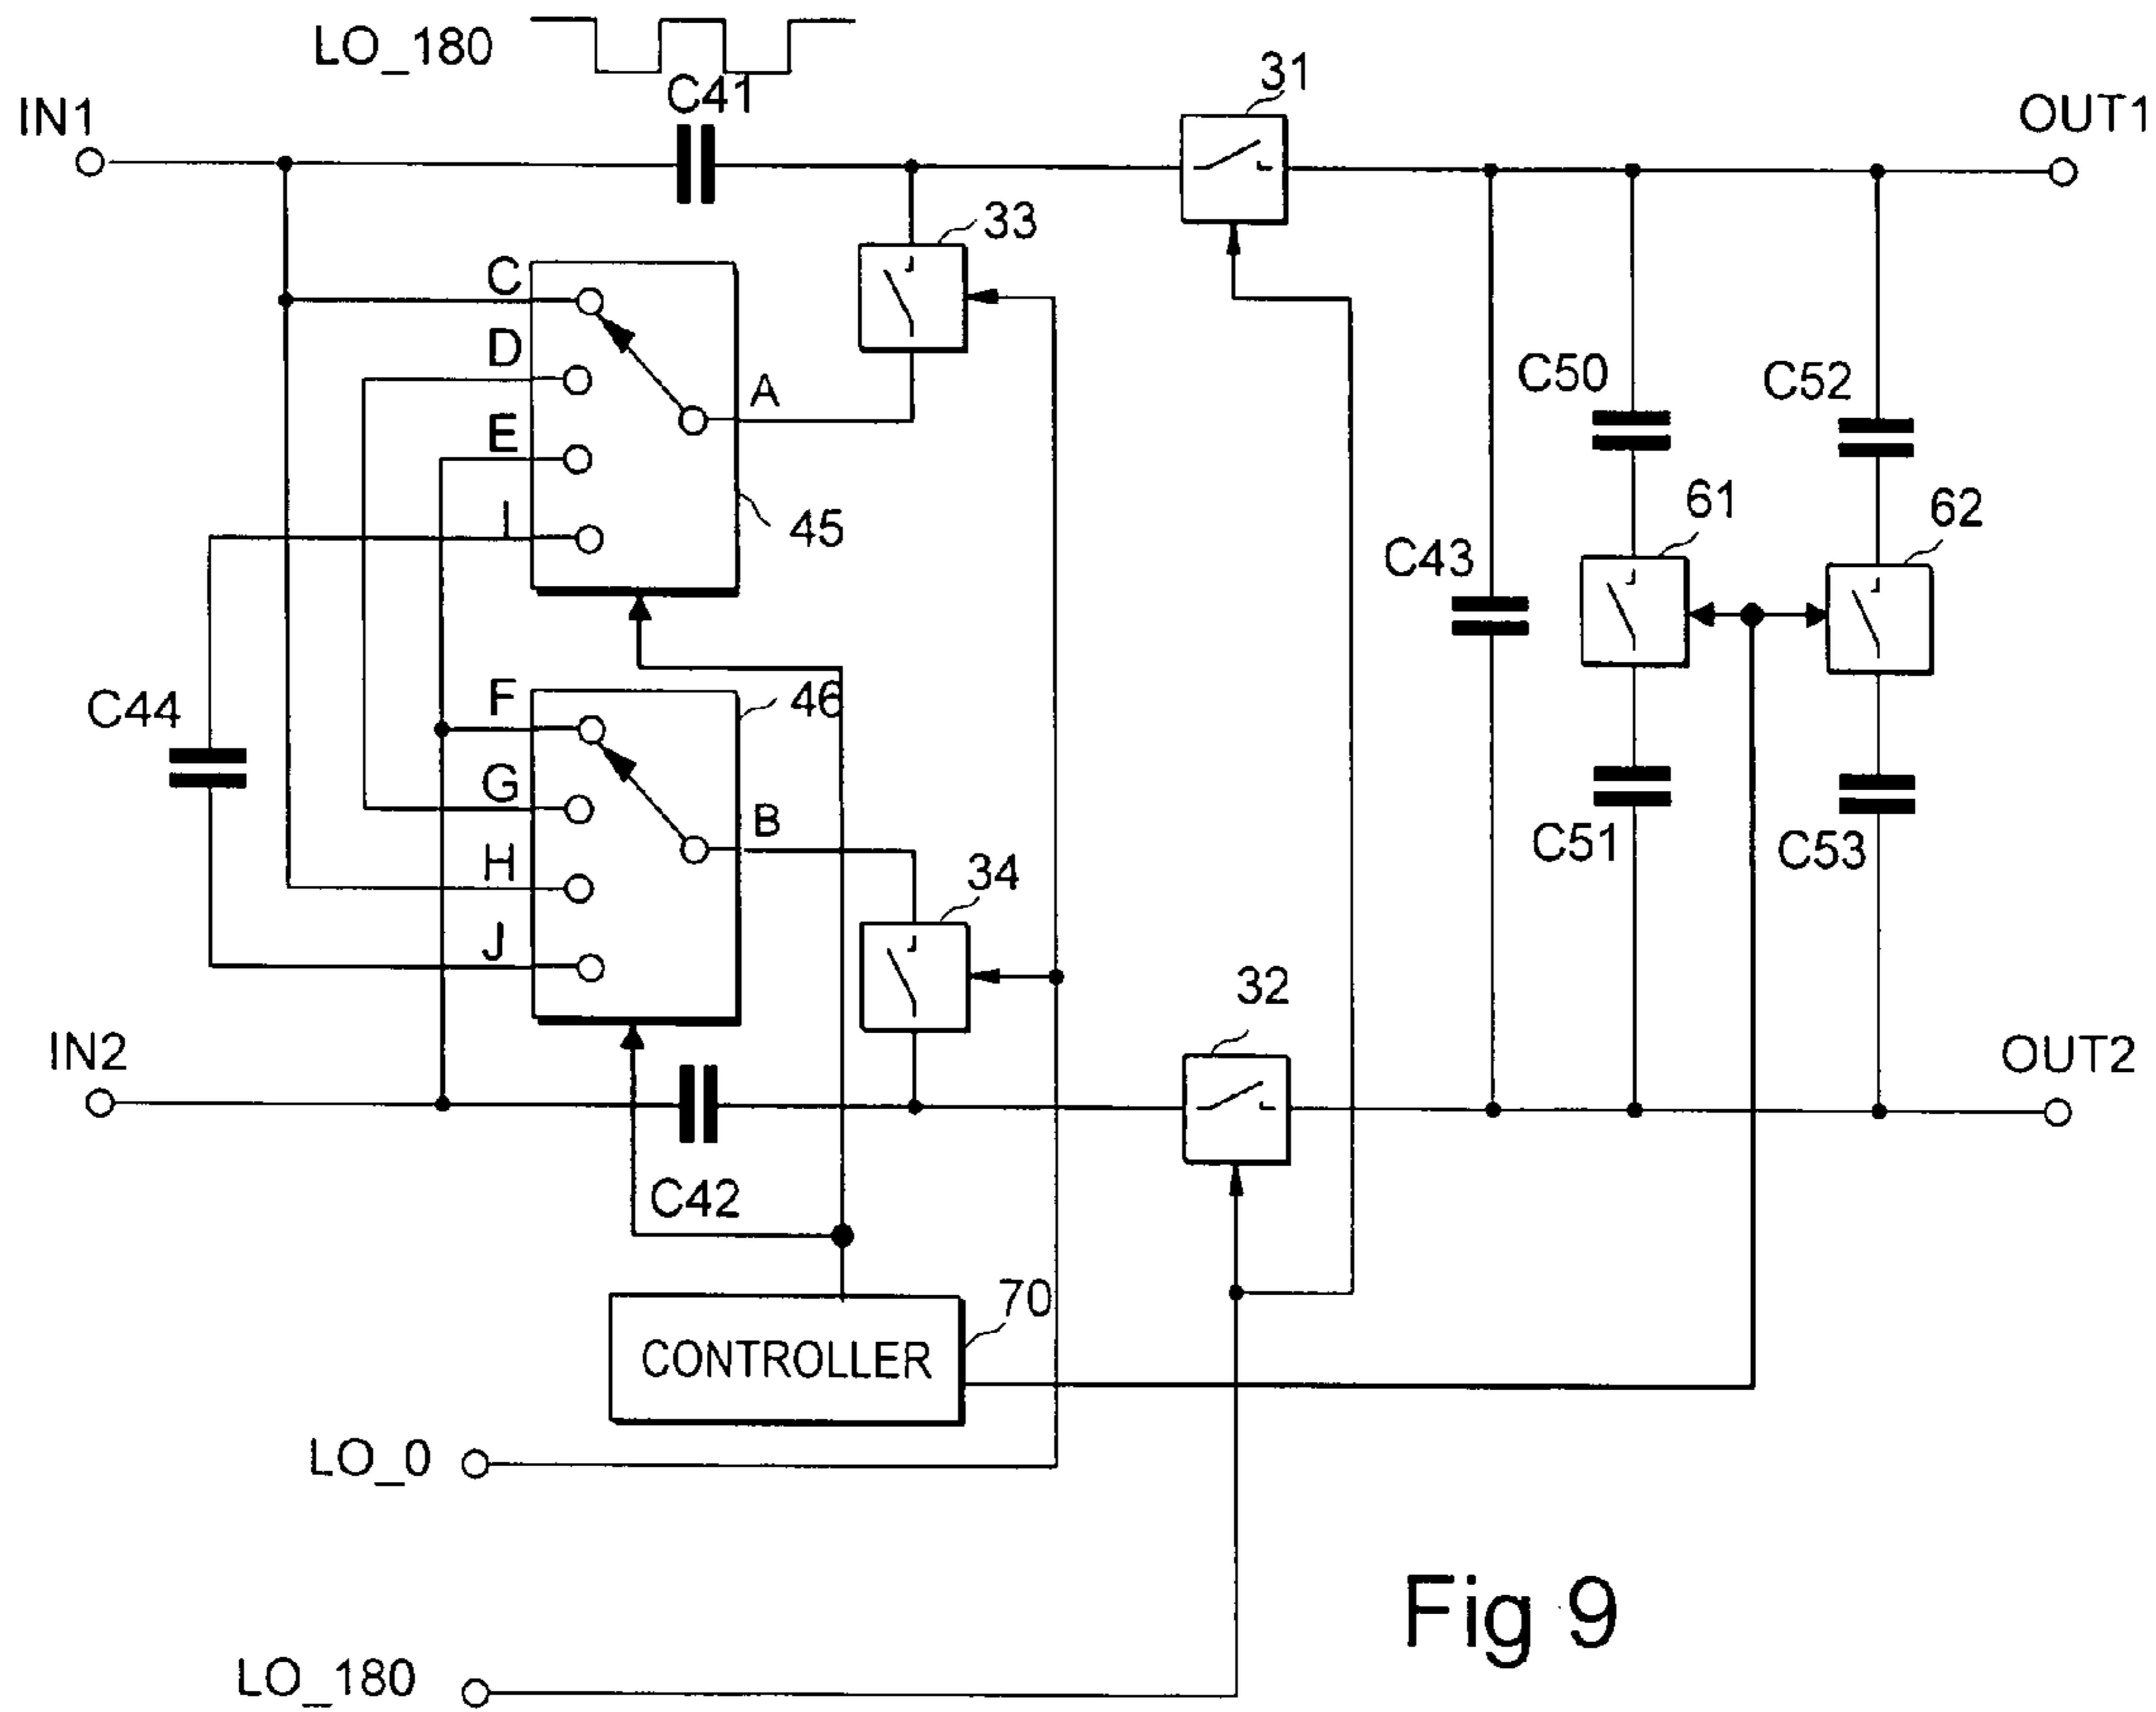 LO_180
C41
31
IN1
OUT1
33
C
D
A
C50
C52
E
I
45
61
62
C43
C44
F
46
G
B
C51
C53
H
34
J
32
IN2
OUT2
C42
70
CONTROLLER
LO_0
Fig 9
LO_180